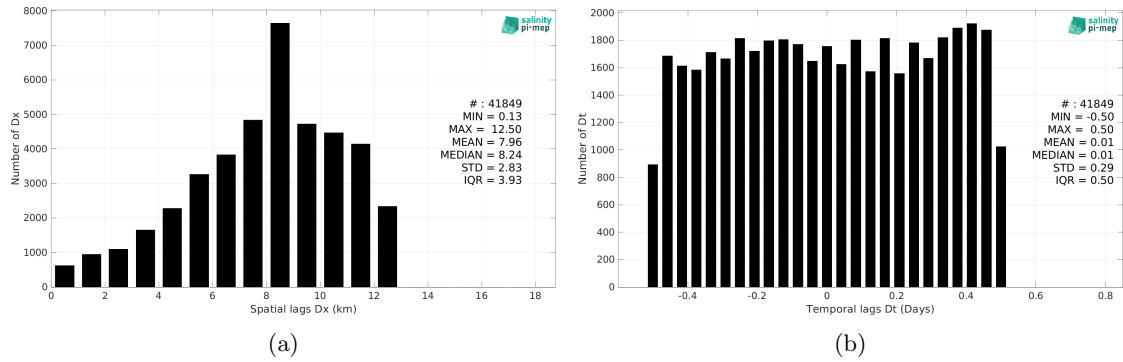 8000
7000
6000
5000
4000
3000
2000
1000
0
Number of Dx
0 2 4 6 8 10 12 14 16 18
Spatial lags Dx (km)
salinity
pi-mep
# : 41849
MIN = 0.13
MAX = 12.50
MEAN = 7.96
MEDIAN = 8.24
STD = 2.83
IQR = 3.93
(a)
2000
1800
1600
1400
1200
1000
800
600
400
200
0
Number of Dt
-0.4 -0.2 0 0.2 0.4 0.6 0.8
Temporal lags Dt (Days)
salinity
pi-mep
# : 41849
MIN = -0.50
MAX = 0.50
MEAN = 0.01
MEDIAN = 0.01
STD = 0.29
IQR = 0.50
(b)